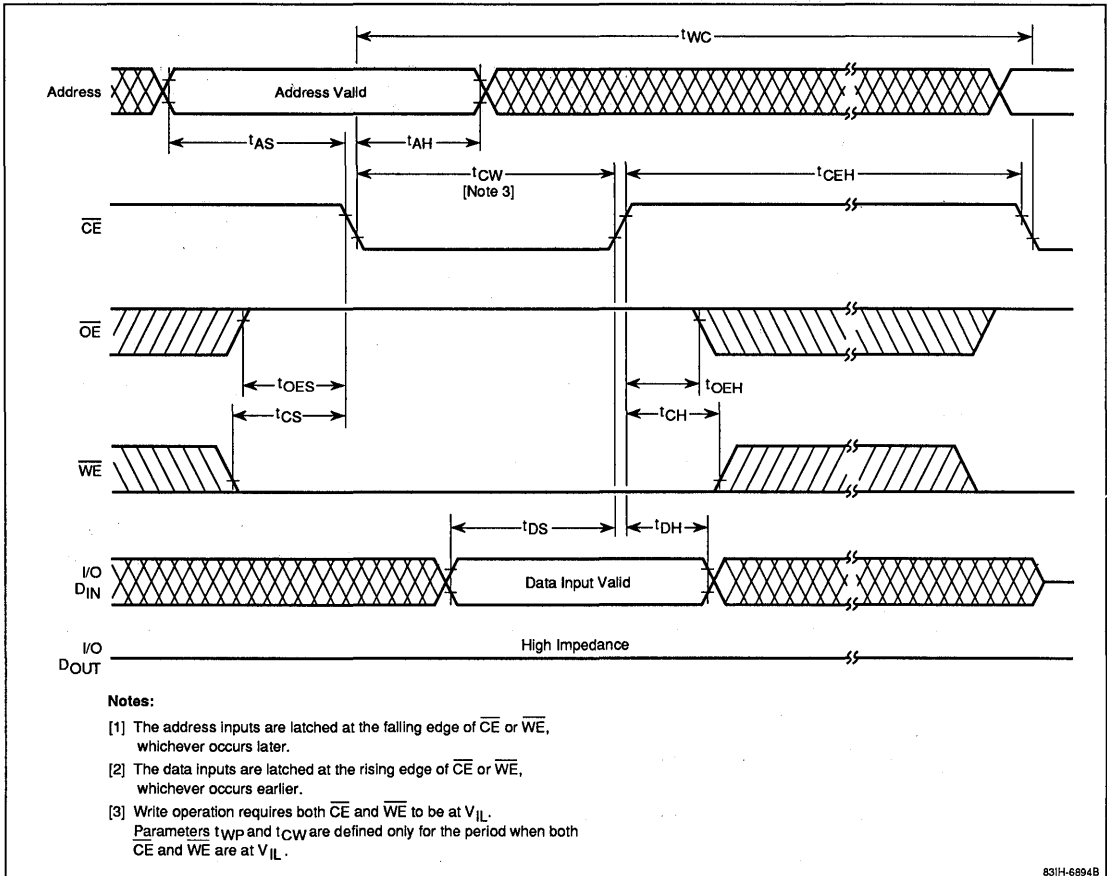 tWC
Address
Address Valid
tAS
tAH
tCW
[Note 3]
tCEH
CE
OE
tOES
tOEH
tCS
tCH
WE
tDS
tDH
I/O
DIN
Data Input Valid
I/O
DOUT
High Impedance
Notes:
[1] The address inputs are latched at the falling edge of CE or WE,
whichever occurs later.
[2] The data inputs are latched at the rising edge of CE or WE,
whichever occurs earlier.
[3] Write operation requires both CE and WE to be at VIL.
Parameters tWP and tCW are defined only for the period when both
CE and WE are at VIL.
831H-6894B